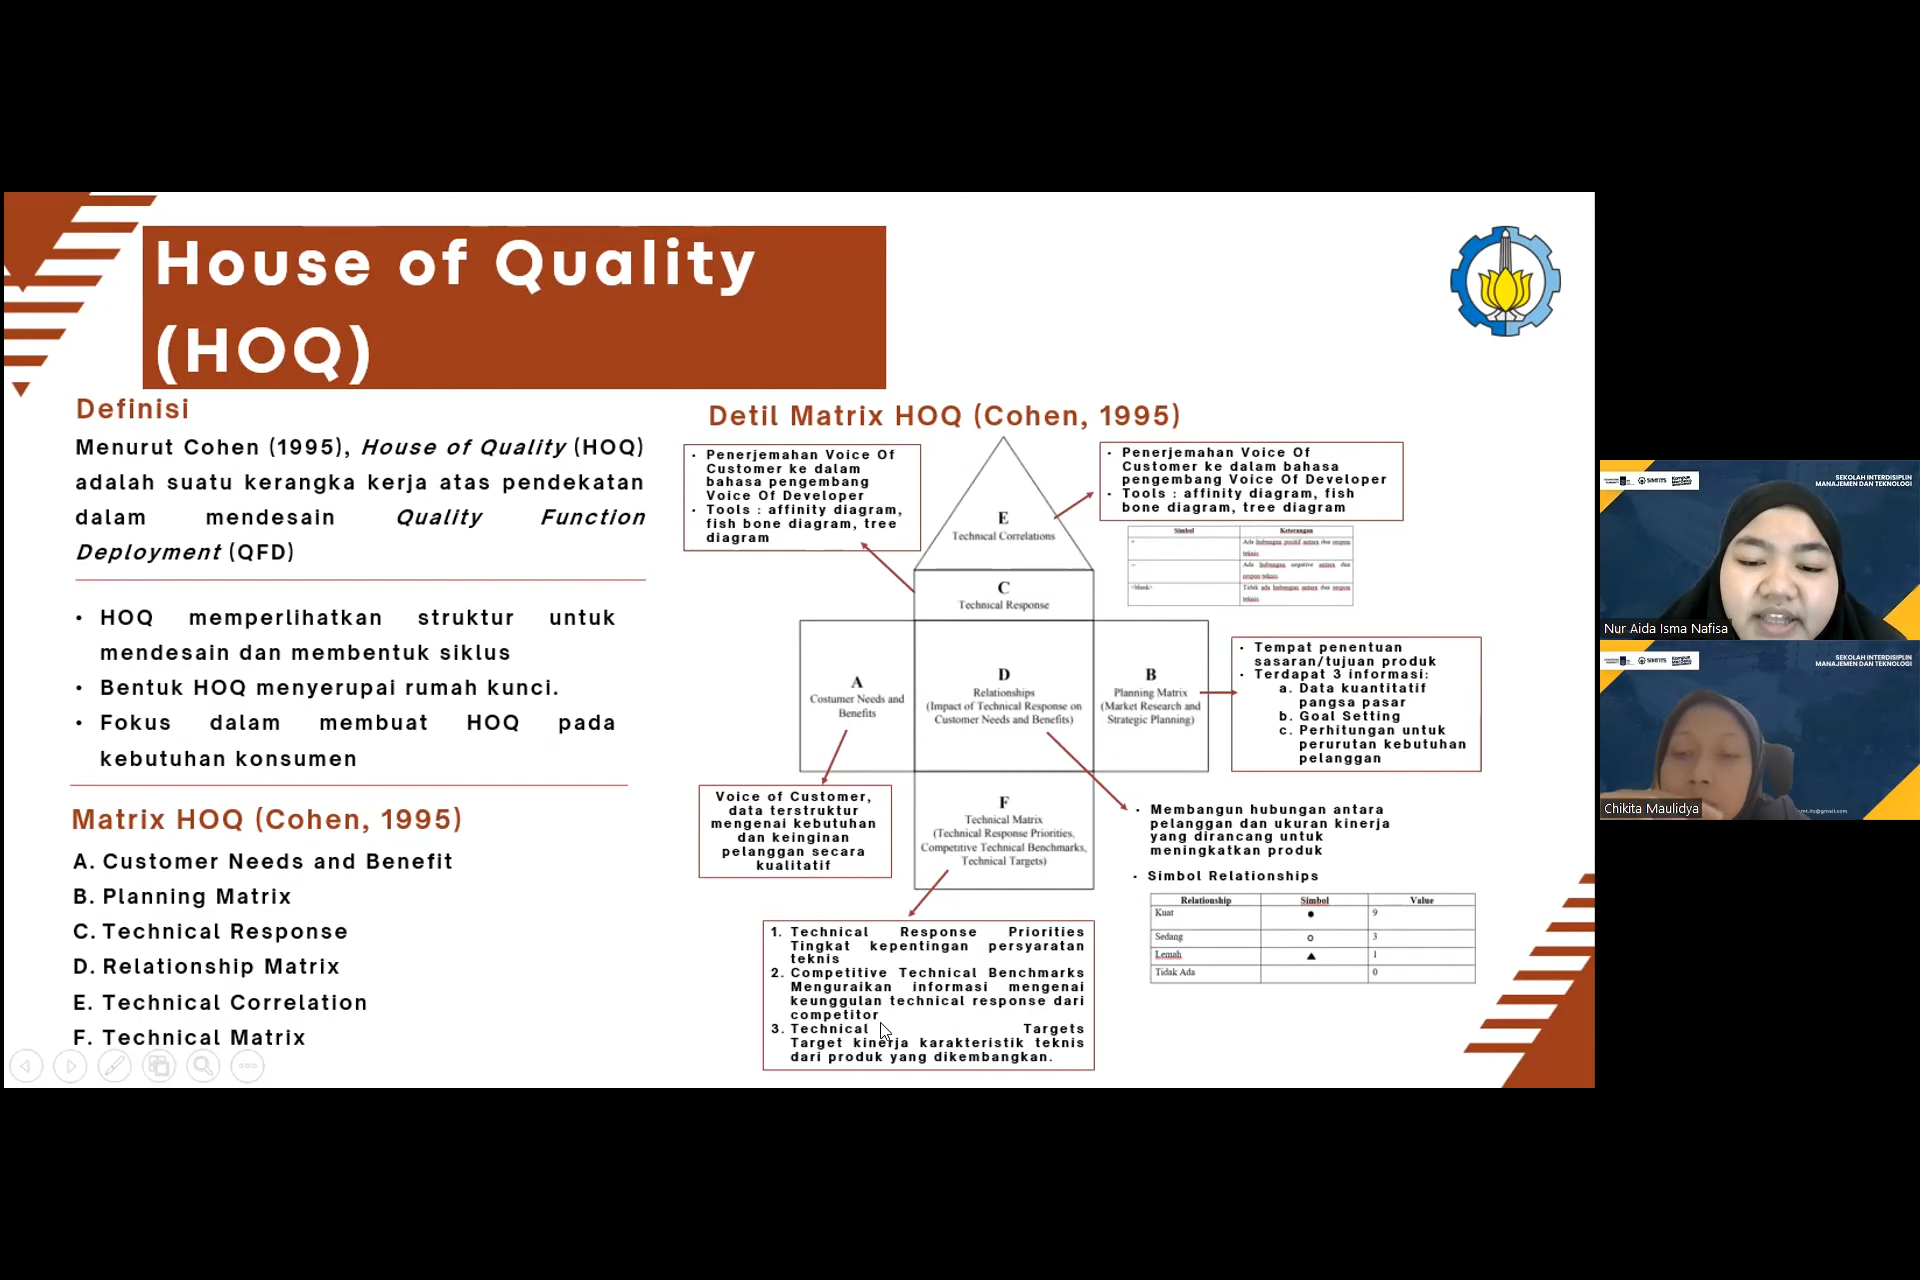 House of Quality
(HOQ)
Definisi
Menurut Cohen (1995), House of Quality (HOQ)
adalah suatu kerangka kerja atas pendekatan
dalam mendesain Quality Function
Deployment (QFD)
• HOQ memperlihatkan struktur untuk
mendesain dan membentuk siklus
• Bentuk HOQ menyerupai rumah kunci.
• Fokus dalam membuat HOQ pada
kebutuhan konsumen
Matrix HOQ (Cohen, 1995)
A. Customer Needs and Benefit
B. Planning Matrix
C. Technical Response
D. Relationship Matrix
E. Technical Correlation
F. Technical Matrix
Detil Matrix HOQ (Cohen, 1995)
• Penerjemahan Voice Of
Customer ke dalam
bahasa pengembang
Voice Of Developer
• Tools : affinity diagram,
fish bone diagram, tree
diagram
• Penerjemahan Voice Of
Customer ke dalam bahasa
pengembang Voice Of Developer
• Tools : affinity diagram, fish
bone diagram, tree diagram
Simbol Keterangan
+ Ada hubungan positif antara dua respon
teknis
– Ada hubungan negative antara dua
respon teknis
<blank> Tidak ada hubungan antara dua respon
teknis
E
Technical Correlations
C
Technical Response
A
Costumer Needs and
Benefits
D
Relationships
(Impact of Technical Response on
Customer Needs and Benefits)
B
Planning Matrix
(Market Research and
Strategic Planning)
F
Technical Matrix
(Technical Response Priorities,
Competitive Technical Benchmarks,
Technical Targets)
• Tempat penentuan
sasaran/tujuan produk
• Terdapat 3 informasi:
a. Data kuantitatif
pangsa pasar
b. Goal Setting
c. Perhitungan untuk
perurutan kebutuhan
pelanggan
Voice of Customer,
data terstruktur
mengenai kebutuhan
dan keinginan
pelanggan secara
kualitatif
• Membangun hubungan antara
pelanggan dan ukuran kinerja
yang dirancang untuk
meningkatkan produk
• Simbol Relationships
Relationship Simbol Value
Kuat ● 9
Sedang ○ 3
Lemah ▲ 1
Tidak Ada 0
1. Technical Response Priorities
Tingkat kepentingan persyaratan
teknis
2. Competitive Technical Benchmarks
Menguraikan informasi mengenai
keunggulan technical response dari
competitor
3. Technical Targets
Target kinerja karakteristik teknis
dari produk yang dikembangkan.
SEKOLAH INTERDISIPLIN
MANAJEMEN DAN TEKNOLOGI
Nur Aida Isma Nafisa
SEKOLAH INTERDISIPLIN
MANAJEMEN DAN TEKNOLOGI
Chikita Maulidya